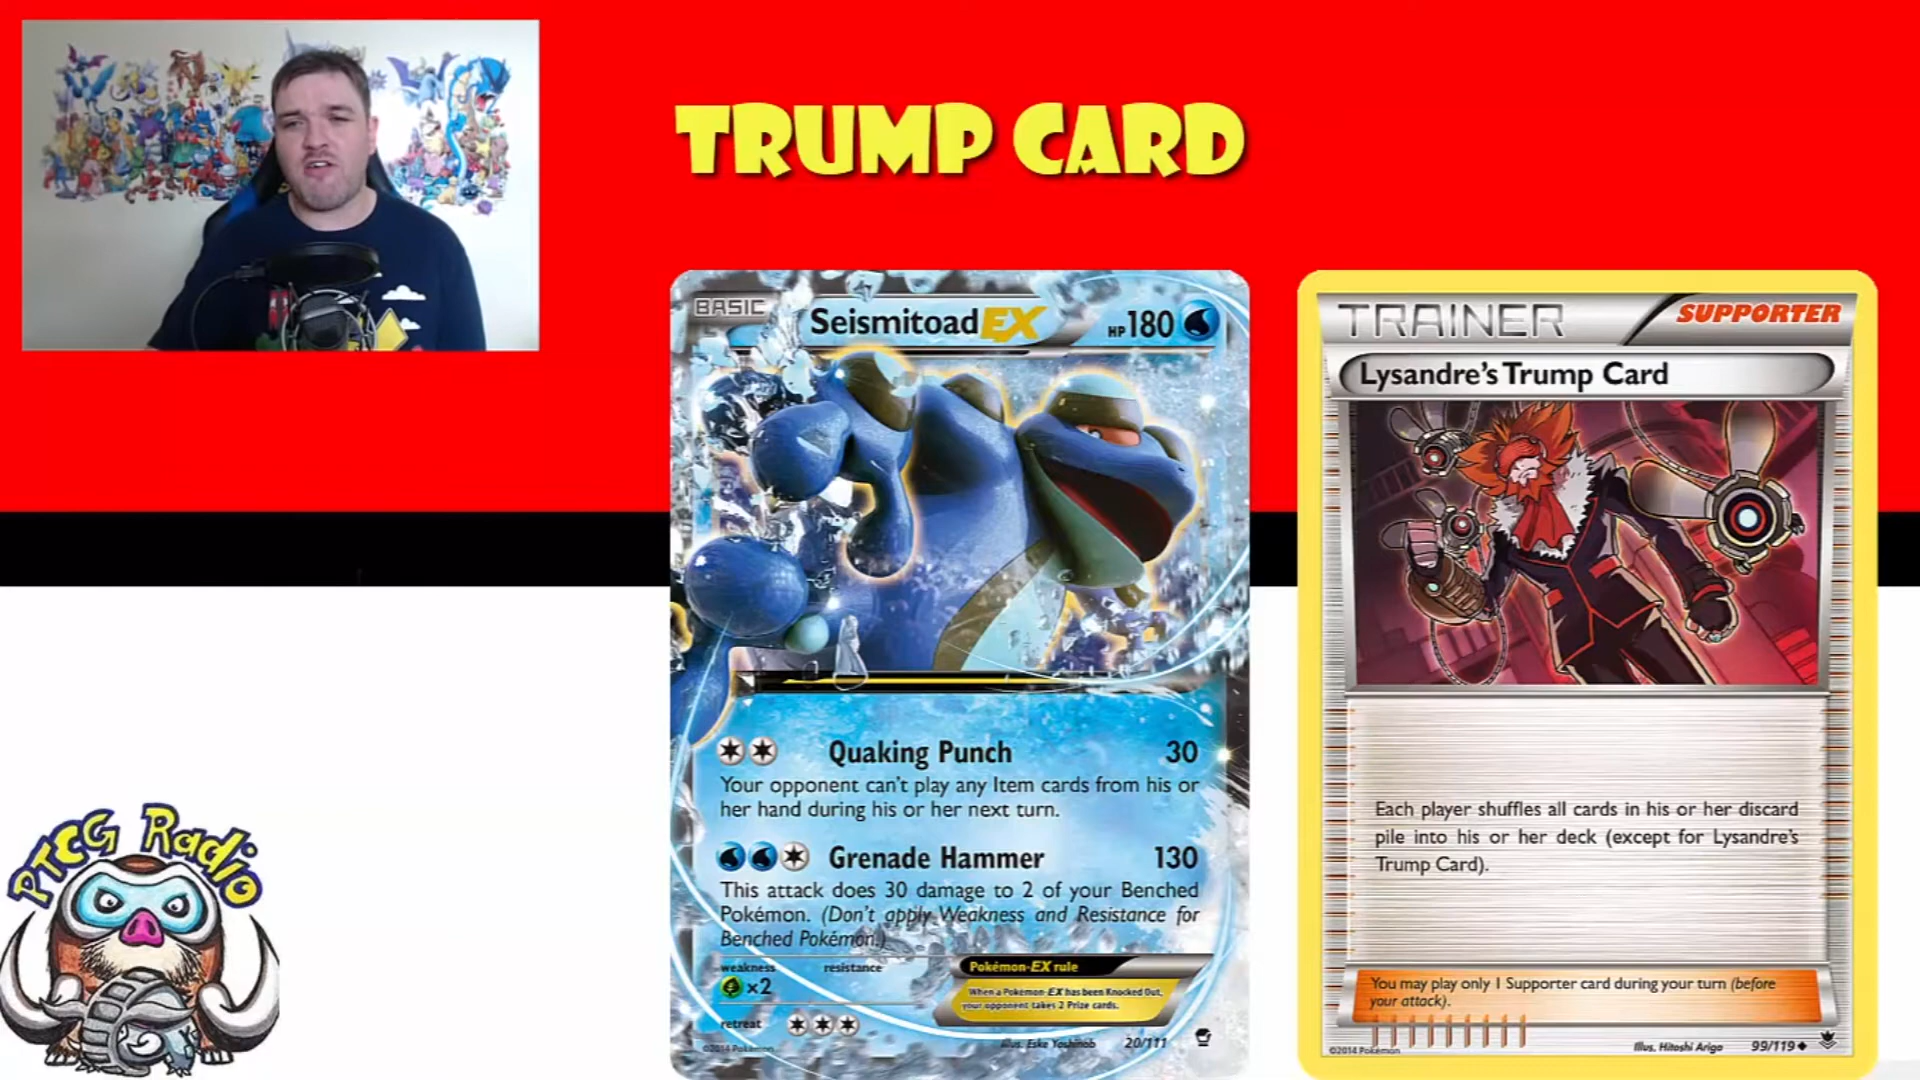 TRUMP CARD
BASIC
Seismitoad EX
HP 180
Quaking Punch 30
Your opponent can't play any Item cards from his or
her hand during his or her next turn.
Grenade Hammer 130
This attack does 30 damage to 2 of your Benched
Pokémon. (Don't apply Weakness and Resistance for
Benched Pokémon.)
weakness resistance
×2
Pokémon-EX rule
When a Pokémon-EX has been Knocked Out,
your opponent takes 2 Prize cards.
retreat
©2014 Pokémon
Illus. Eske Yoshinob
20/111
TRAINER SUPPORTER
Lysandre's Trump Card
Each player shuffles all cards in his or her discard
pile into his or her deck (except for Lysandre's
Trump Card).
You may play only 1 Supporter card during your turn (before
your attack).
©2014 Pokémon
Illus. Hitoshi Ariga
99/119
PTCG Radio